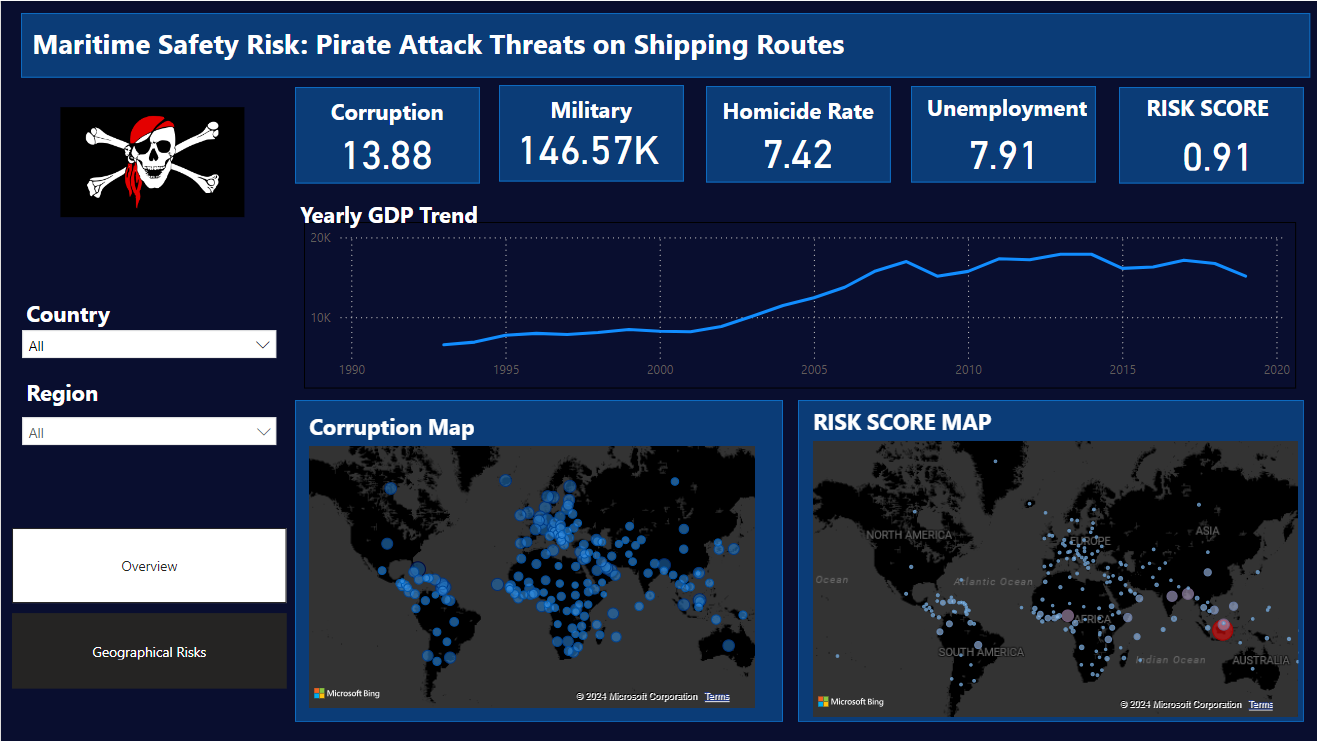 Maritime Safety Risk: Pirate Attack Threats on Shipping Routes
Corruption
13.88
Military
146.57K
Homicide Rate
7.42
Unemployment
7.91
RISK SCORE
0.91
Yearly GDP Trend
20K
10K
1990 1995 2000 2005 2010 2015 2020
Country
All
Region
All
Overview
Geographical Risks
Corruption Map
Microsoft Bing
© 2024 Microsoft Corporation Terms
RISK SCORE MAP
NORTH AMERICA
EUROPE
ASIA
Ocean
Atlantic Ocean
AFRICA
SOUTH AMERICA
Indian Ocean
AUSTRALIA
Microsoft Bing
© 2024 Microsoft Corporation Terms